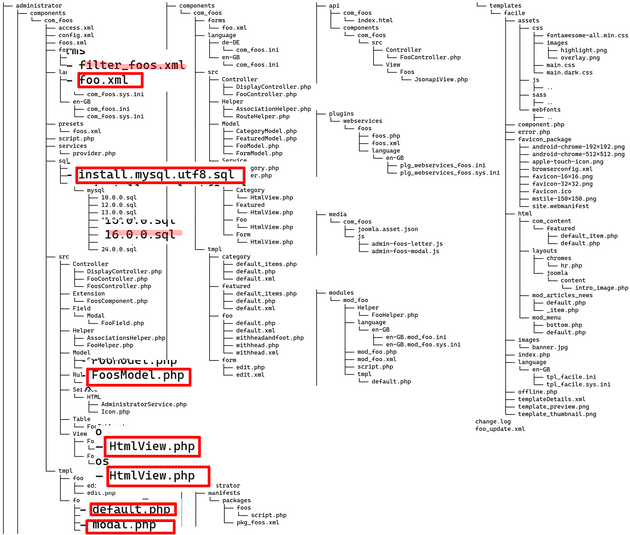 administrator
components
com_foos
access.xml
config.xml
foos.xml
filter_foos.xml
foo.xml
com_foos.ini
com_foos.sys.ini
en-GB
com_foos.ini
com_foos.sys.ini
presets
foos.xml
script.php
services
provider.php
sql
install.mysql.utf8.sql
mysql
10.0.0.sql
12.0.0.sql
13.0.0.sql
16.0.0.sql
24.0.0.sql
src
Controller
DisplayController.php
FooController.php
FoosController.php
Extension
FoosComponent.php
Field
Modal
FooField.php
Helper
AssociationsHelper.php
FooHelper.php
Model
FoosModel.php
HTML
AdministratorService.php
Icon.php
Table
View
HtmlView.php
HtmlView.php
tmpl
foo
edit.php
default.php
modal.php
components
com_foos
forms
foo.xml
language
de-DE
com_foos.ini
en-GB
com_foos.ini
src
Controller
DisplayController.php
FooController.php
Helper
AssociationHelper.php
RouteHelper.php
Model
CategoryModel.php
FeaturedModel.php
FooModel.php
FormModel.php
Service
Category
HtmlView.php
Featured
HtmlView.php
Foo
HtmlView.php
Form
HtmlView.php
tmpl
category
default_items.php
default.php
default.xml
featured
default_items.php
default.php
default.xml
foo
default.php
default.xml
withheadandfoot.php
withhead.php
withhead.xml
form
edit.php
edit.xml
manifests
packages
foos
script.php
pkg_foos.xml
api
components
com_foos
index.html
components
com_foos
src
Controller
FooController.php
View
Foos
JsonapiView.php
plugins
webservices
foos
foos.php
foos.xml
language
en-GB
plg_webservices_foos.ini
plg_webservices_foos.sys.ini
media
com_foos
joomla.asset.json
js
admin-foos-letter.js
admin-foos-modal.js
modules
mod_foo
Helper
FooHelper.php
language
en-GB
en-GB.mod_foo.ini
en-GB.mod_foo.sys.ini
mod_foo.php
mod_foo.xml
script.php
tmpl
default.php
templates
facile
assets
css
fontawesome-all.min.css
images
highlight.png
overlay.png
main.css
main.dark.css
js
..
sass
..
webfonts
..
component.php
error.php
favicon_package
android-chrome-192×192.png
android-chrome-512×512.png
apple-touch-icon.png
browserconfig.xml
favicon-16×16.png
favicon-32×32.png
favicon.ico
mstile-150×150.png
site.webmanifest
html
com_content
featured
default_item.php
default.php
layouts
chromes
hr.php
joomla
content
intro_image.php
mod_articles_news
default.php
_item.php
mod_menu
bottom.php
default.php
images
banner.jpg
index.php
language
en-GB
tpl_facile.ini
tpl_facile.sys.ini
offline.php
templateDetails.xml
template_preview.png
template_thumbnail.png
change.log
foo_update.xml